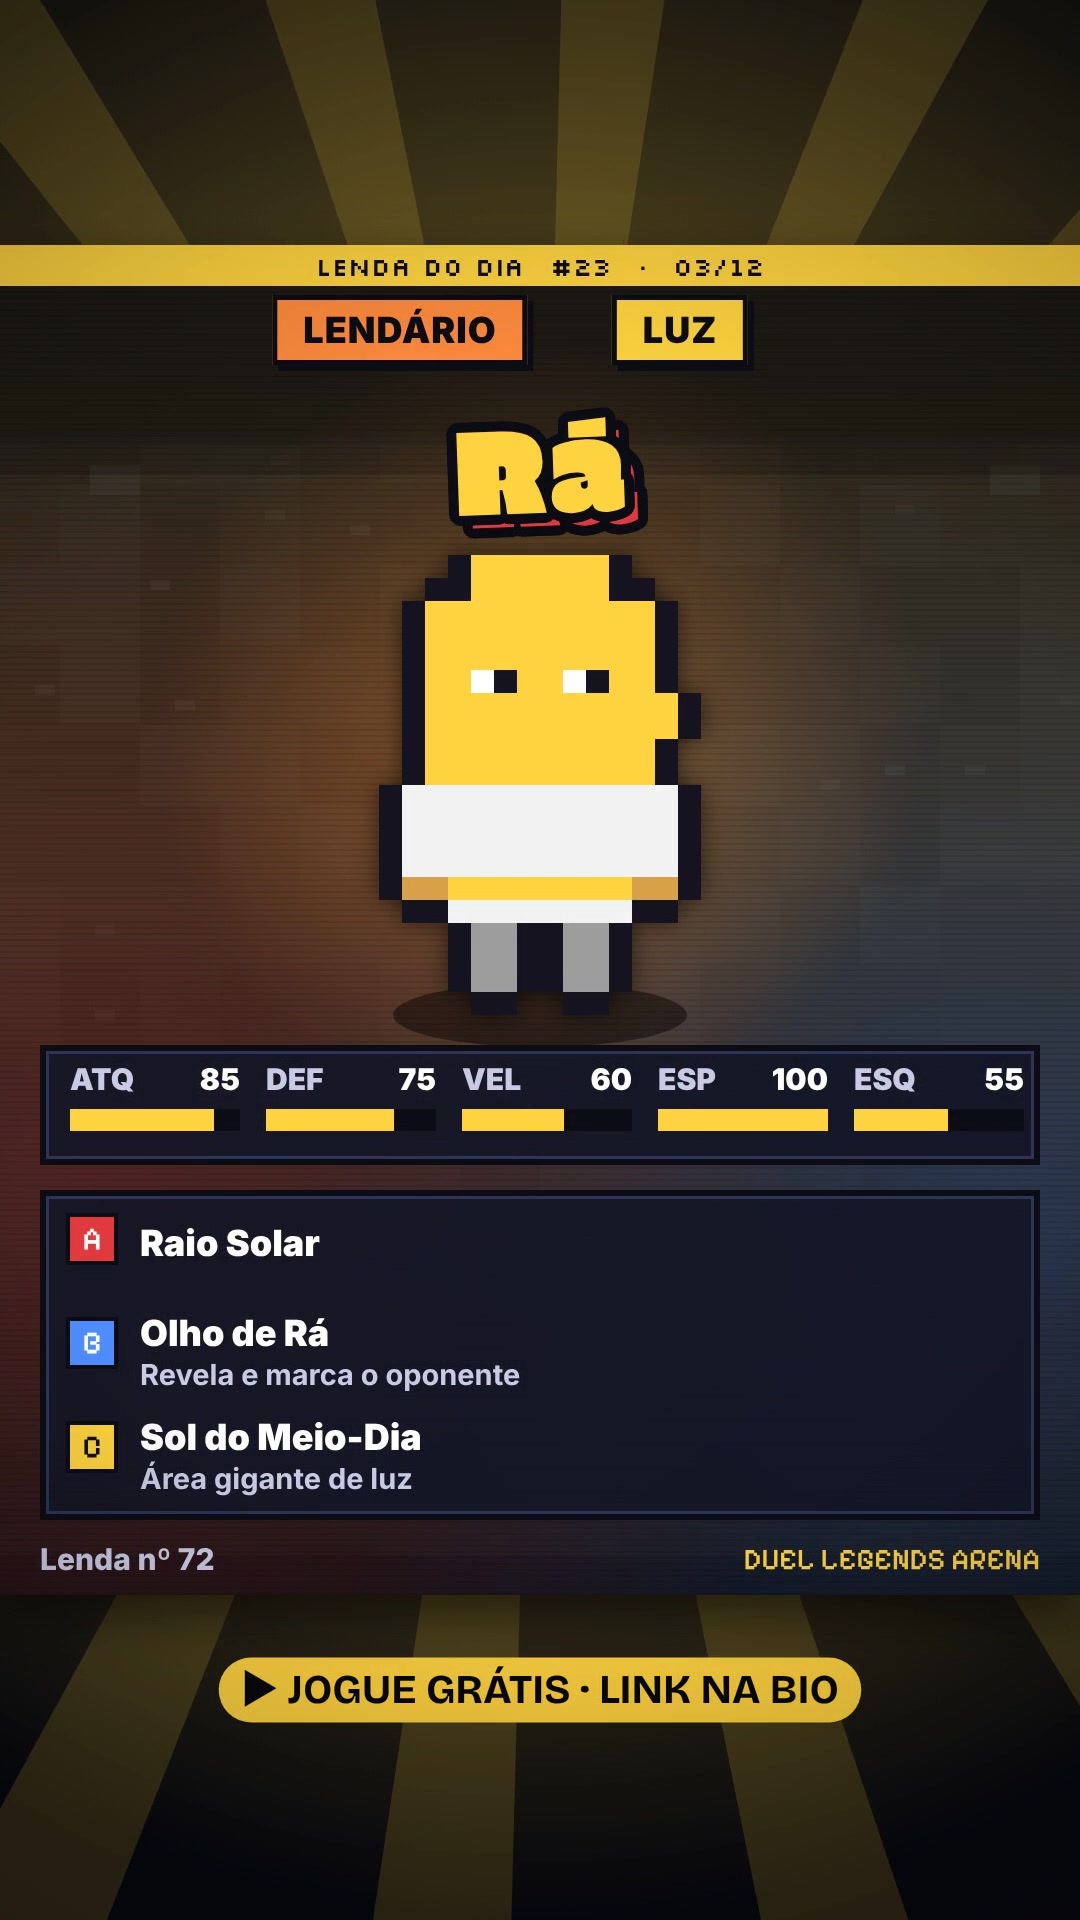 LENDA DO DIA #23 · 03/12
LENDÁRIO LUZ
Rá
ATQ 85 DEF 75 VEL 60 ESP 100 ESQ 55
A Raio Solar
B Olho de Rá
Revela e marca o oponente
C Sol do Meio-Dia
Área gigante de luz
Lenda nº 72 DUEL LEGENDS ARENA
▶ JOGUE GRÁTIS · LINK NA BIO